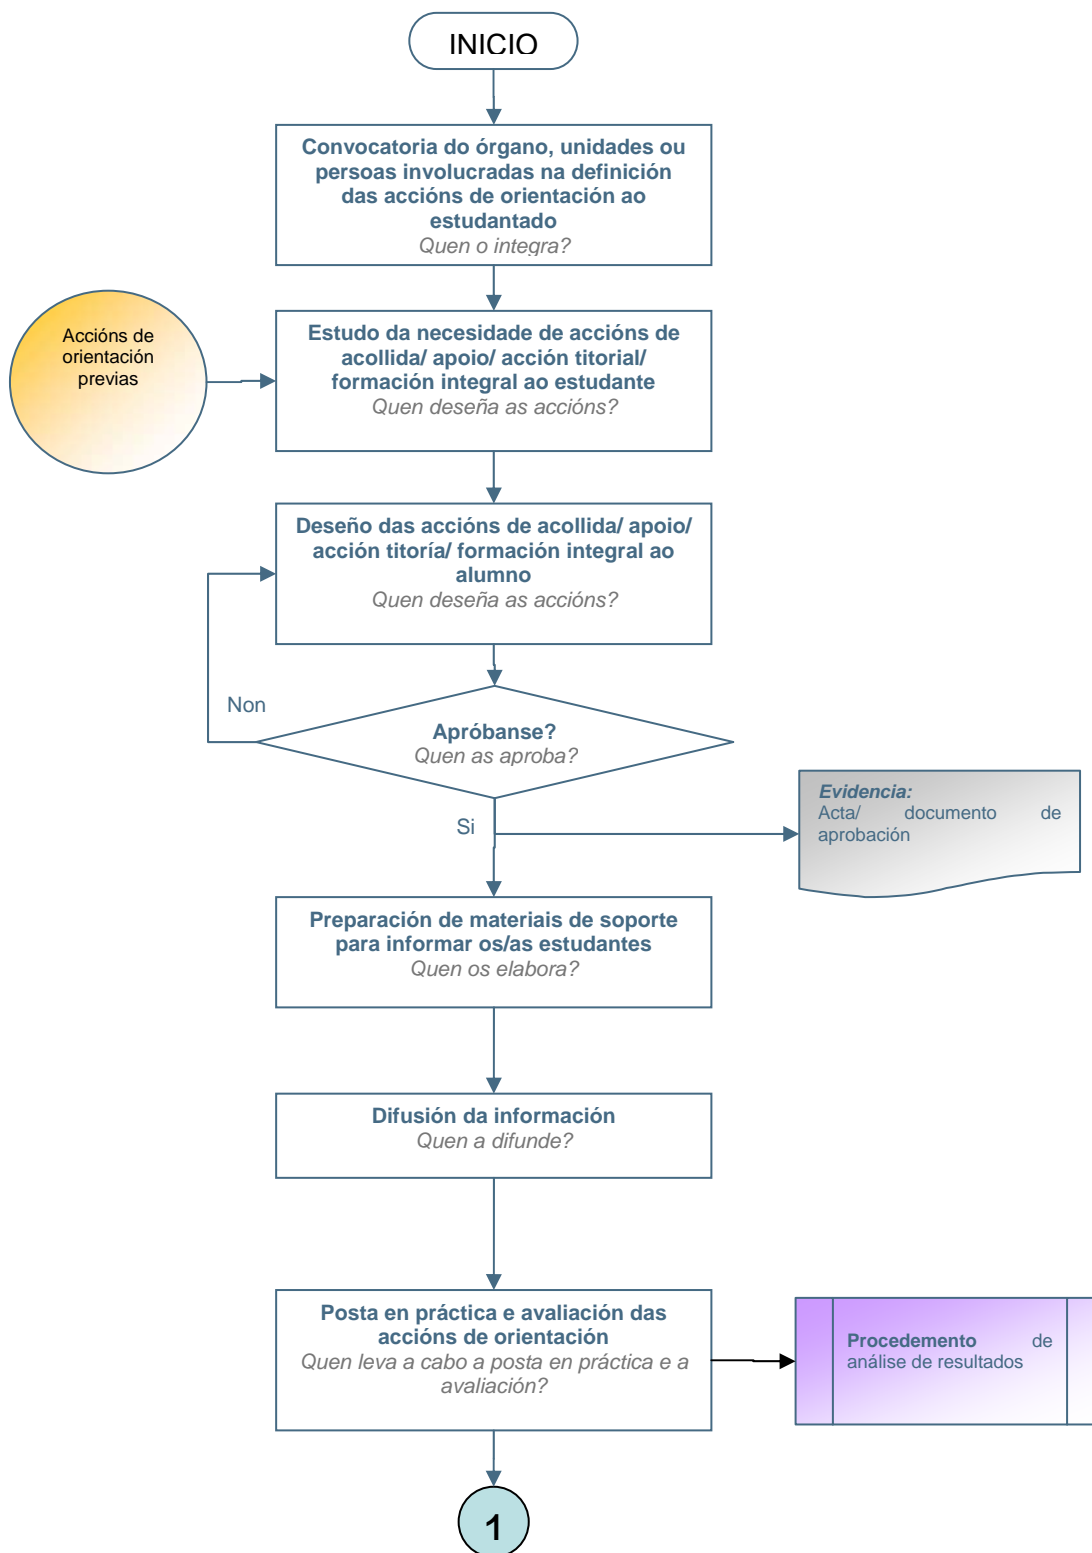 INICIO
Convocatoria do órgano, unidades ou
persoas involucradas na definición
das accións de orientación ao
estudantado
Quen o integra?
Accións de
orientación
previas
Estudo da necesidade de accións de
acollida/ apoio/ acción titorial/
formación integral ao estudante
Quen deseña as accións?
Deseño das accións de acollida/ apoio/
acción titoría/ formación integral ao
alumno
Quen deseña as accións?
Non
Apróbanse?
Quen as aproba?
Si
Evidencia:
Acta/ documento de
aprobación
Preparación de materiais de soporte
para informar os/as estudantes
Quen os elabora?
Difusión da información
Quen a difunde?
Posta en práctica e avaliación das
accións de orientación
Quen leva a cabo a posta en práctica e a
avaliación?
Procedemento de
análise de resultados
1